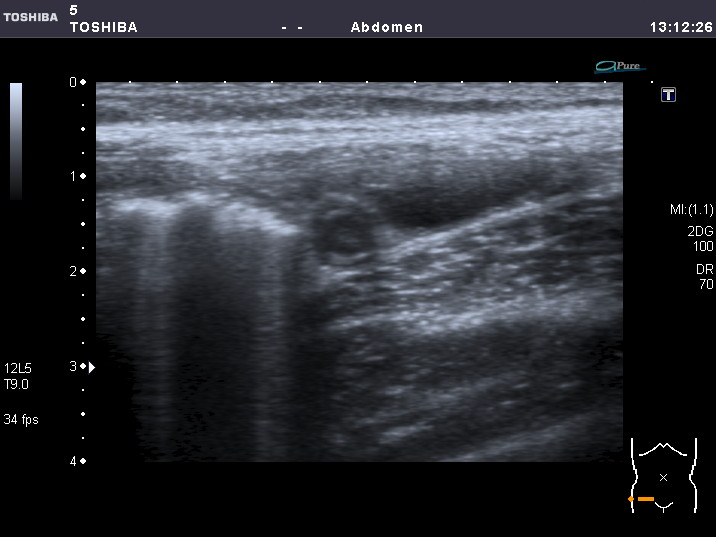 TOSHIBA
5
TOSHIBA - - Abdomen 13:12:26
Pure
T
0
1
2
3
4
MI:(1.1)
2DG
100
DR
70
12L5
T9.0
34 fps